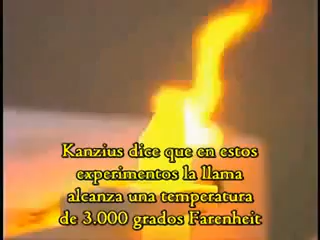 Kanzius dice que en estos
experimentos la llama
alcanza una temperatura
de 3.000 grados Farenheit